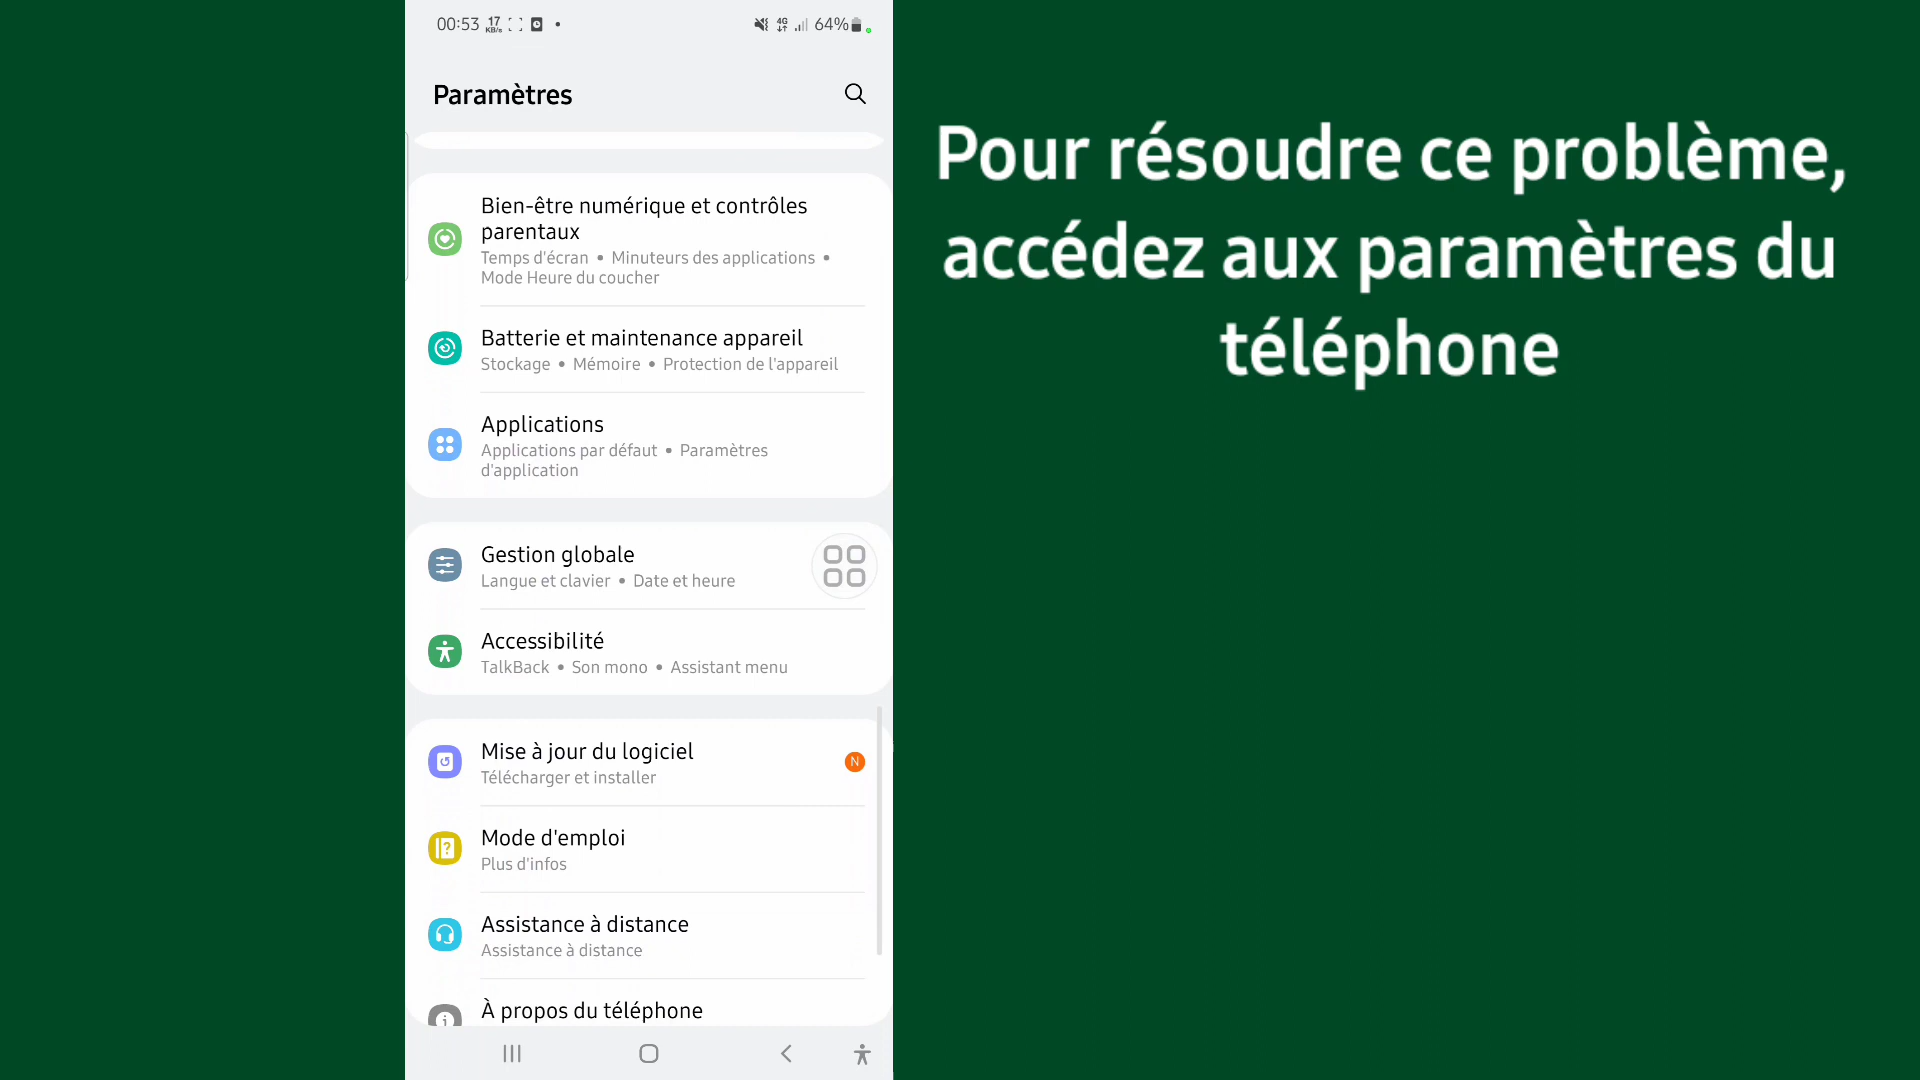 00:53 17 KB/s
4G 64%
Paramètres
Bien-être numérique et contrôles
parentaux
Temps d'écran • Minuteurs des applications •
Mode Heure du coucher
Batterie et maintenance appareil
Stockage • Mémoire • Protection de l'appareil
Applications
Applications par défaut • Paramètres
d'application
Gestion globale
Langue et clavier • Date et heure
Accessibilité
TalkBack • Son mono • Assistant menu
Mise à jour du logiciel
N
Télécharger et installer
Mode d'emploi
Plus d'infos
Assistance à distance
Assistance à distance
À propos du téléphone
Pour résoudre ce problème,
accédez aux paramètres du
téléphone